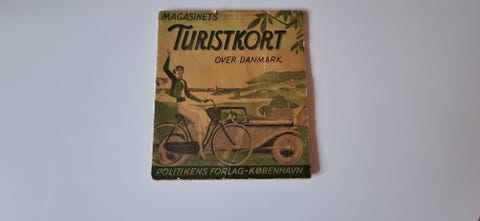 MAGASINETS
TURISTKORT
OVER DANMARK
POLITIKENS FORLAG-KØBENHAVN